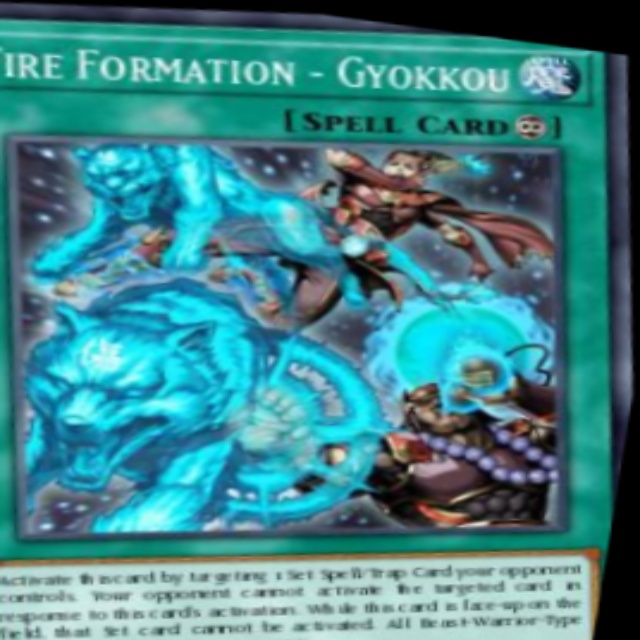 Fire Formation - Gyokkou
SPELL
[Spell Card]
Activate this card by targeting 1 Set Spell/Trap Card your opponent
controls. Your opponent cannot activate the targeted card in
response to this card's activation. While this card is face-up on the
field, that Set card cannot be activated. All Beast-Warrior-Type